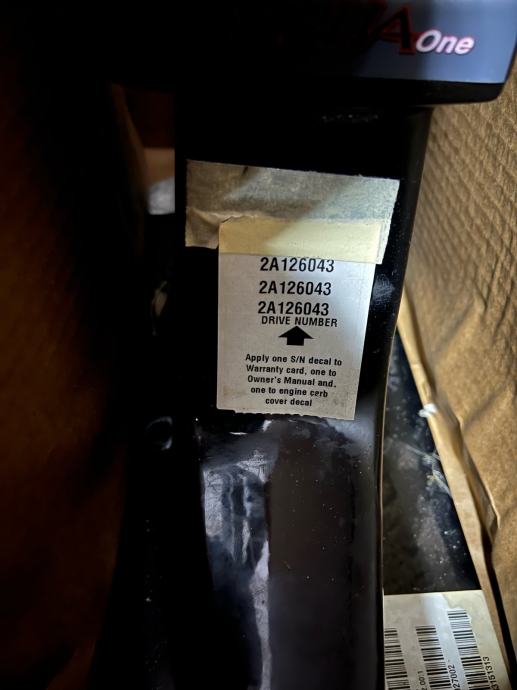 One
2A126043
2A126043
2A126043
DRIVE NUMBER
Apply one S/N decal to
Warranty card, one to
Owner's Manual and,
one to engine carb
cover decal